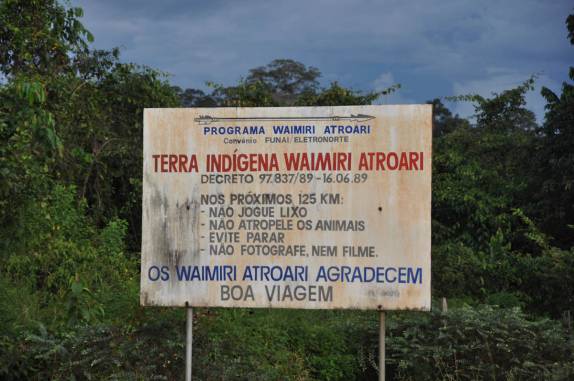 PROGRAMA WAIMIRI ATROARI
Convênio FUNAI/ELETRONORTE
TERRA INDÍGENA WAIMIRI ATROARI
DECRETO 97.837/89-16.06.89
NOS PRÓXIMOS 125 KM:
- NÃO JOGUE LIXO
- NÃO ATROPELE OS ANIMAIS
- EVITE PARAR
- NÃO FOTOGRAFE, NEM FILME.
OS WAIMIRI ATROARI AGRADECEM
BOA VIAGEM